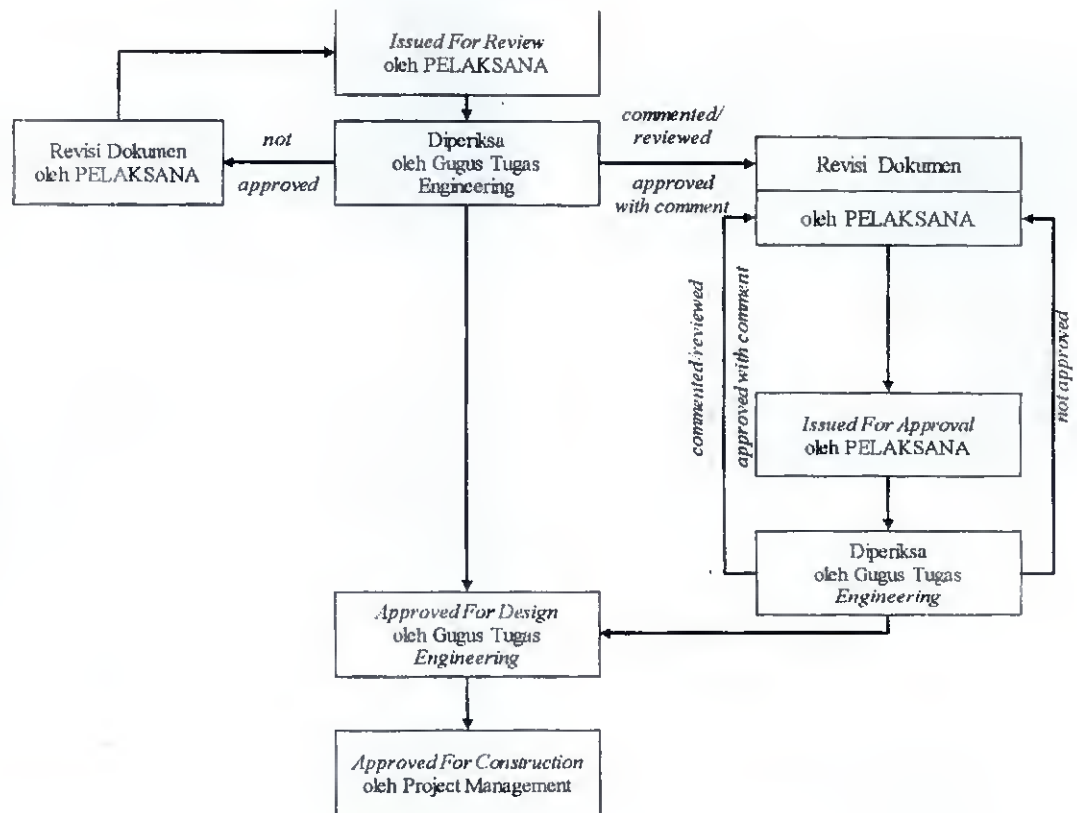 Issued For Review
oleh PELAKSANA
Revisi Dokumen
oleh PELAKSANA
not
approved
Diperiksa
oleh Gugus Tugas
Engineering
commented/
reviewed
approved
with comment
Revisi Dokumen
oleh PELAKSANA
commented/reviewed
approved with comment
not approved
Issued For Approval
oleh PELAKSANA
Diperiksa
oleh Gugus Tugas
Engineering
Approved For Design
oleh Gugus Tugas
Engineering
Approved For Construction
oleh Project Management